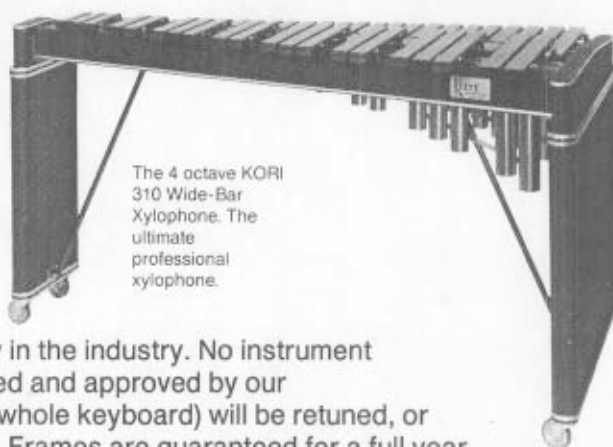 The 4 octave KORI
310 Wide-Bar
Xylophone. The
ultimate
professional
xylophone.
in the industry. No instrument
ed and approved by our
whole keyboard) will be retuned, or
Frames are guaranteed for a full year